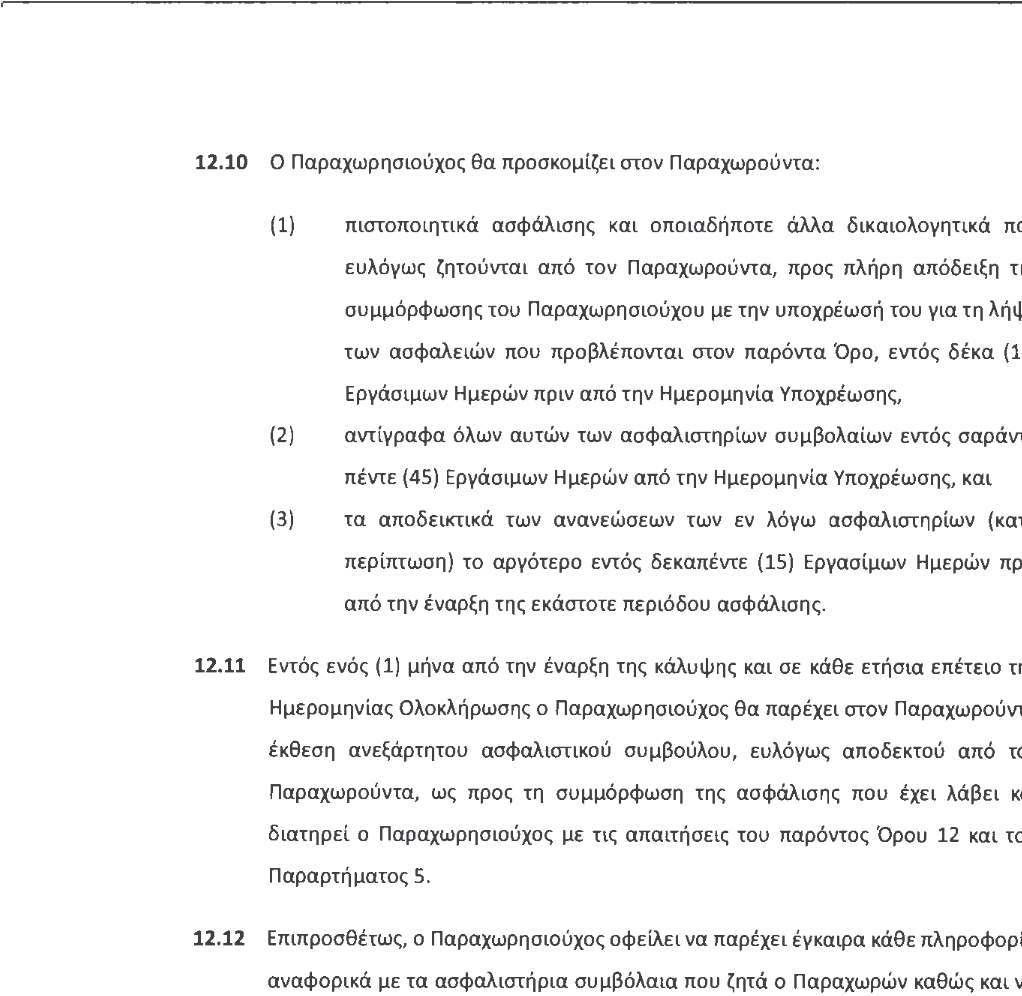 12.10 Ο Παραχωρησιούχος θα προσκομίζει στον Παραχωρούντα:
(1) πιστοποιητικά ασφάλισης και οποιαδήποτε άλλα δικαιολογητικά
ευλόγως ζητούνται από τον Παραχωρούντα, προς πλήρη απόδειξη
συμμόρφωσης του Παραχωρησιούχου με την υποχρέωσή του για τη
των ασφαλειών που προβλέπονται στον παρόντα Όρο, εντός δέκα
Εργάσιμων Ημερών πριν από την Ημερομηνία Υποχρέωσης,
(2) αντίγραφα όλων αυτών των ασφαλιστηρίων συμβολαίων εντός
πέντε (45) Εργάσιμων Ημερών από την Ημερομηνία Υποχρέωσης, και
(3) τα αποδεικτικά των ανανεώσεων των εν λόγω ασφαλιστηρίων
περίπτωση) το αργότερο εντός δεκαπέντε (15) Εργασίμων Ημερών
από την έναρξη της εκάστοτε περιόδου ασφάλισης.
12.11 Εντός ενός (1) μήνα από την έναρξη της κάλυψης και σε κάθε ετήσια επέτειο
Ημερομηνίας Ολοκλήρωσης ο Παραχωρησιούχος θα παρέχει στον
έκθεση ανεξάρτητου ασφαλιστικού συμβούλου, ευλόγως αποδεκτού από
Παραχωρούντα, ως προς τη συμμόρφωση της ασφάλισης που έχει λάβει
διατηρεί ο Παραχωρησιούχος με τις απαιτήσεις του παρόντος Όρου 12 και
Παραρτήματος 5.
12.12 Επιπροσθέτως, ο Παραχωρησιούχος οφείλει να παρέχει έγκαιρα κάθε
αναφορικά με τα ασφαλιστήρια συμβόλαια που ζητά ο Παραχωρών καθώς και